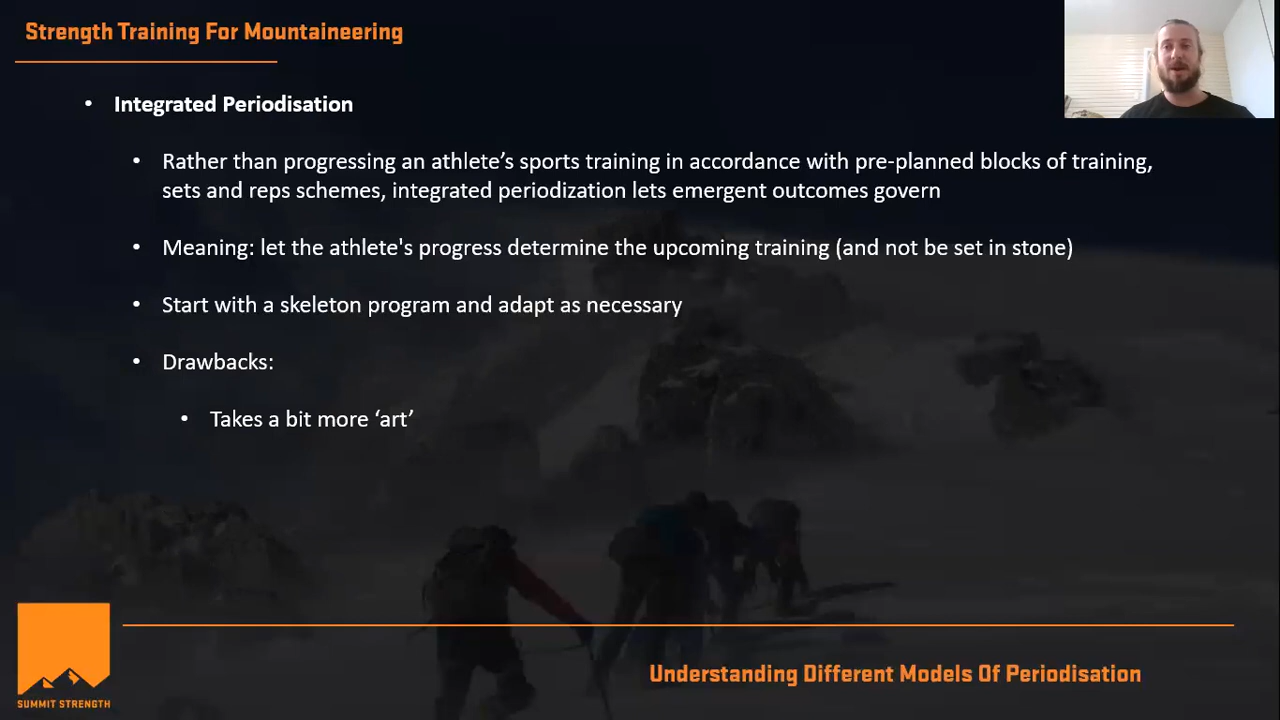 Strength Training For Mountaineering
• Integrated Periodisation
• Rather than progressing an athlete’s sports training in accordance with pre-planned blocks of training,
sets and reps schemes, integrated periodization lets emergent outcomes govern
• Meaning: let the athlete's progress determine the upcoming training (and not be set in stone)
• Start with a skeleton program and adapt as necessary
• Drawbacks:
• Takes a bit more ‘art’
SUMMIT STRENGTH
Understanding Different Models Of Periodisation